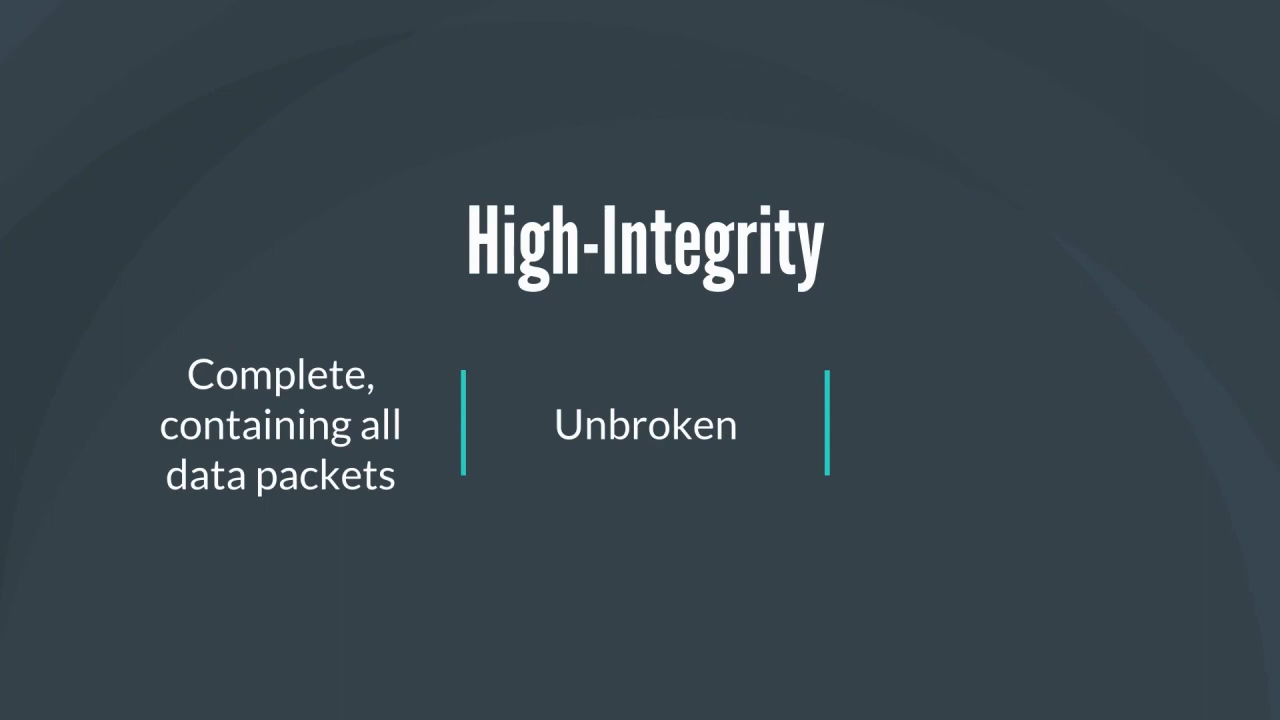 High-Integrity
Complete,
containing all
data packets
Unbroken